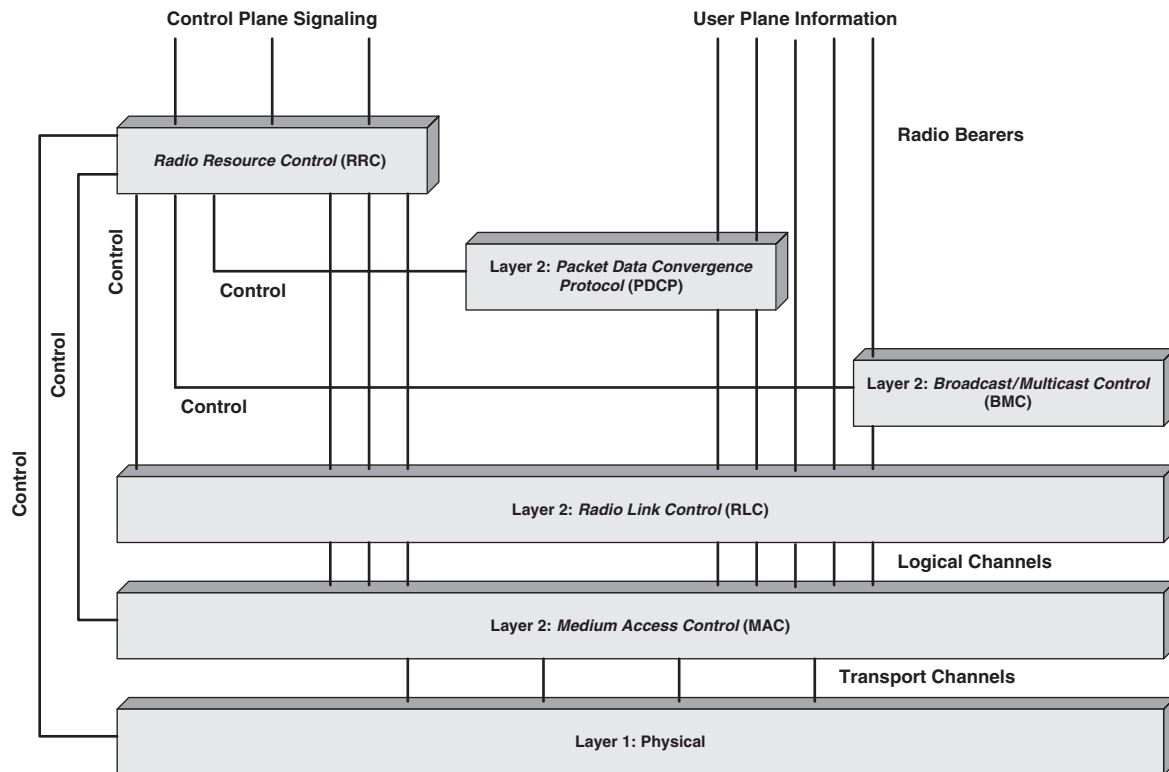 Control Plane Signaling
User Plane Information
Radio Bearers
Radio Resource Control (RRC)
Control
Layer 2: Packet Data Convergence
Protocol (PDCP)
Control
Control
Layer 2: Broadcast/Multicast Control
(BMC)
Control
Control
Layer 2: Radio Link Control (RLC)
Logical Channels
Layer 2: Medium Access Control (MAC)
Transport Channels
Layer 1: Physical